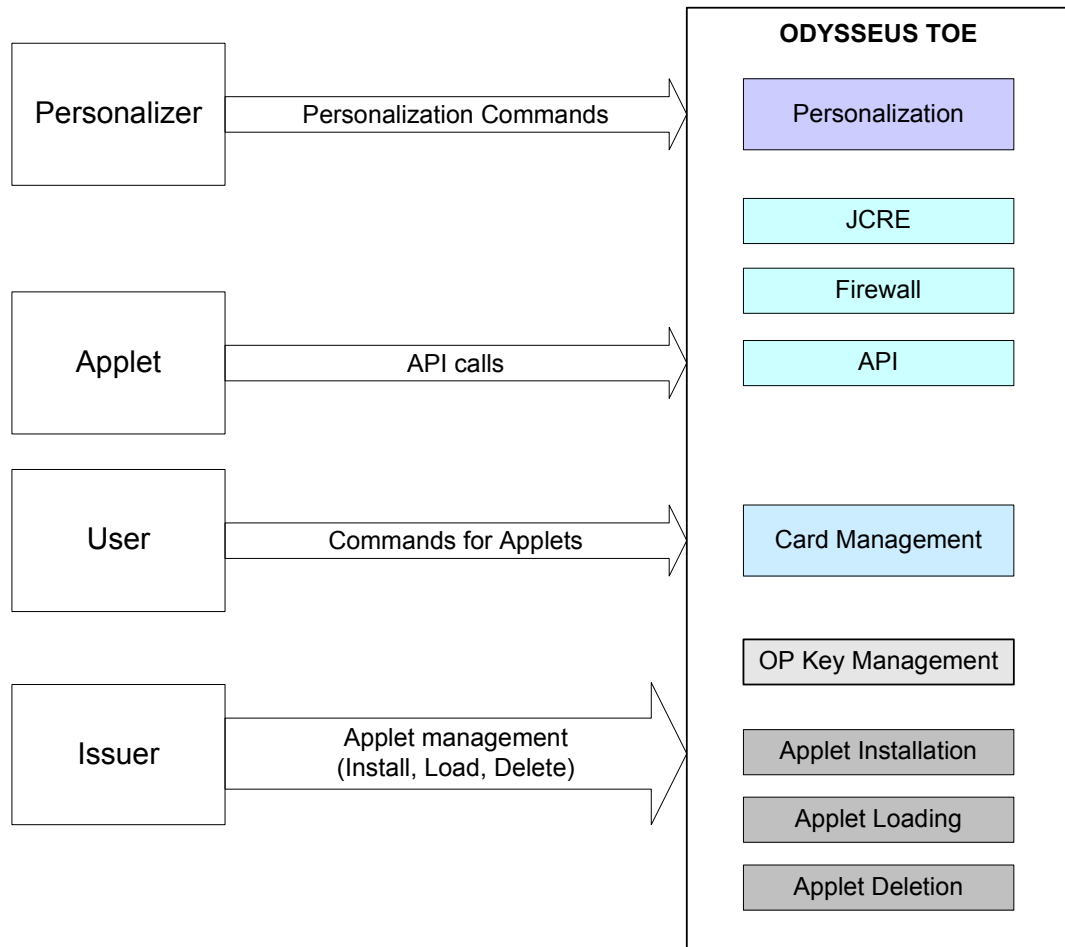 ODYSSEUS TOE
Personalizer
Personalization Commands
Personalization
JCRE
Firewall
Applet
API calls
API
User
Commands for Applets
Card Management
OP Key Management
Issuer
Applet management
(Install, Load, Delete)
Applet Installation
Applet Loading
Applet Deletion